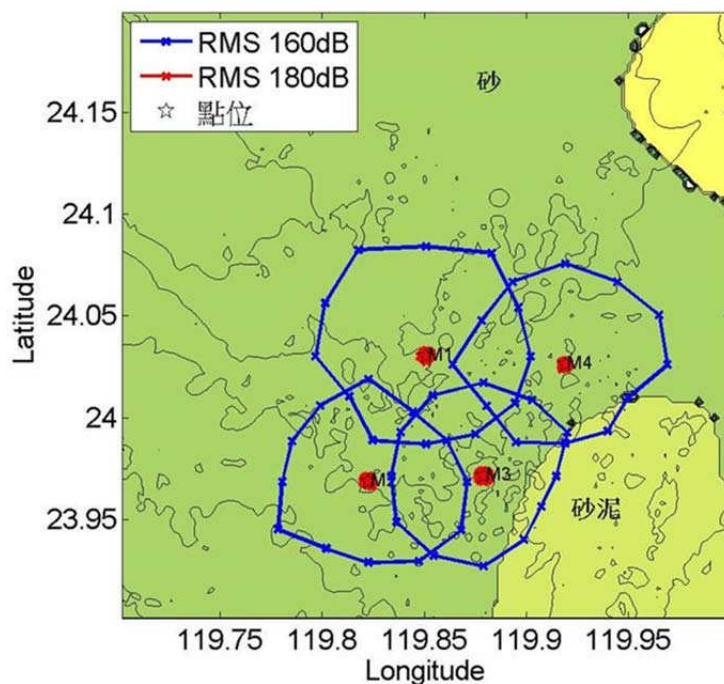 RMS 160dB
RMS 180dB
點位
砂
24.15
24.1
24.05
24
23.95
Latitude
M1
M4
M2
M3
砂泥
119.75
119.8
119.85
119.9
119.95
Longitude